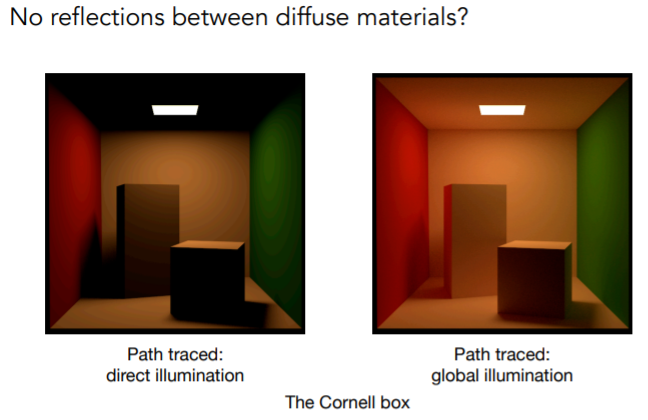 No reflections between diffuse materials?
Path traced:
direct illumination
Path traced:
global illumination
The Cornell box